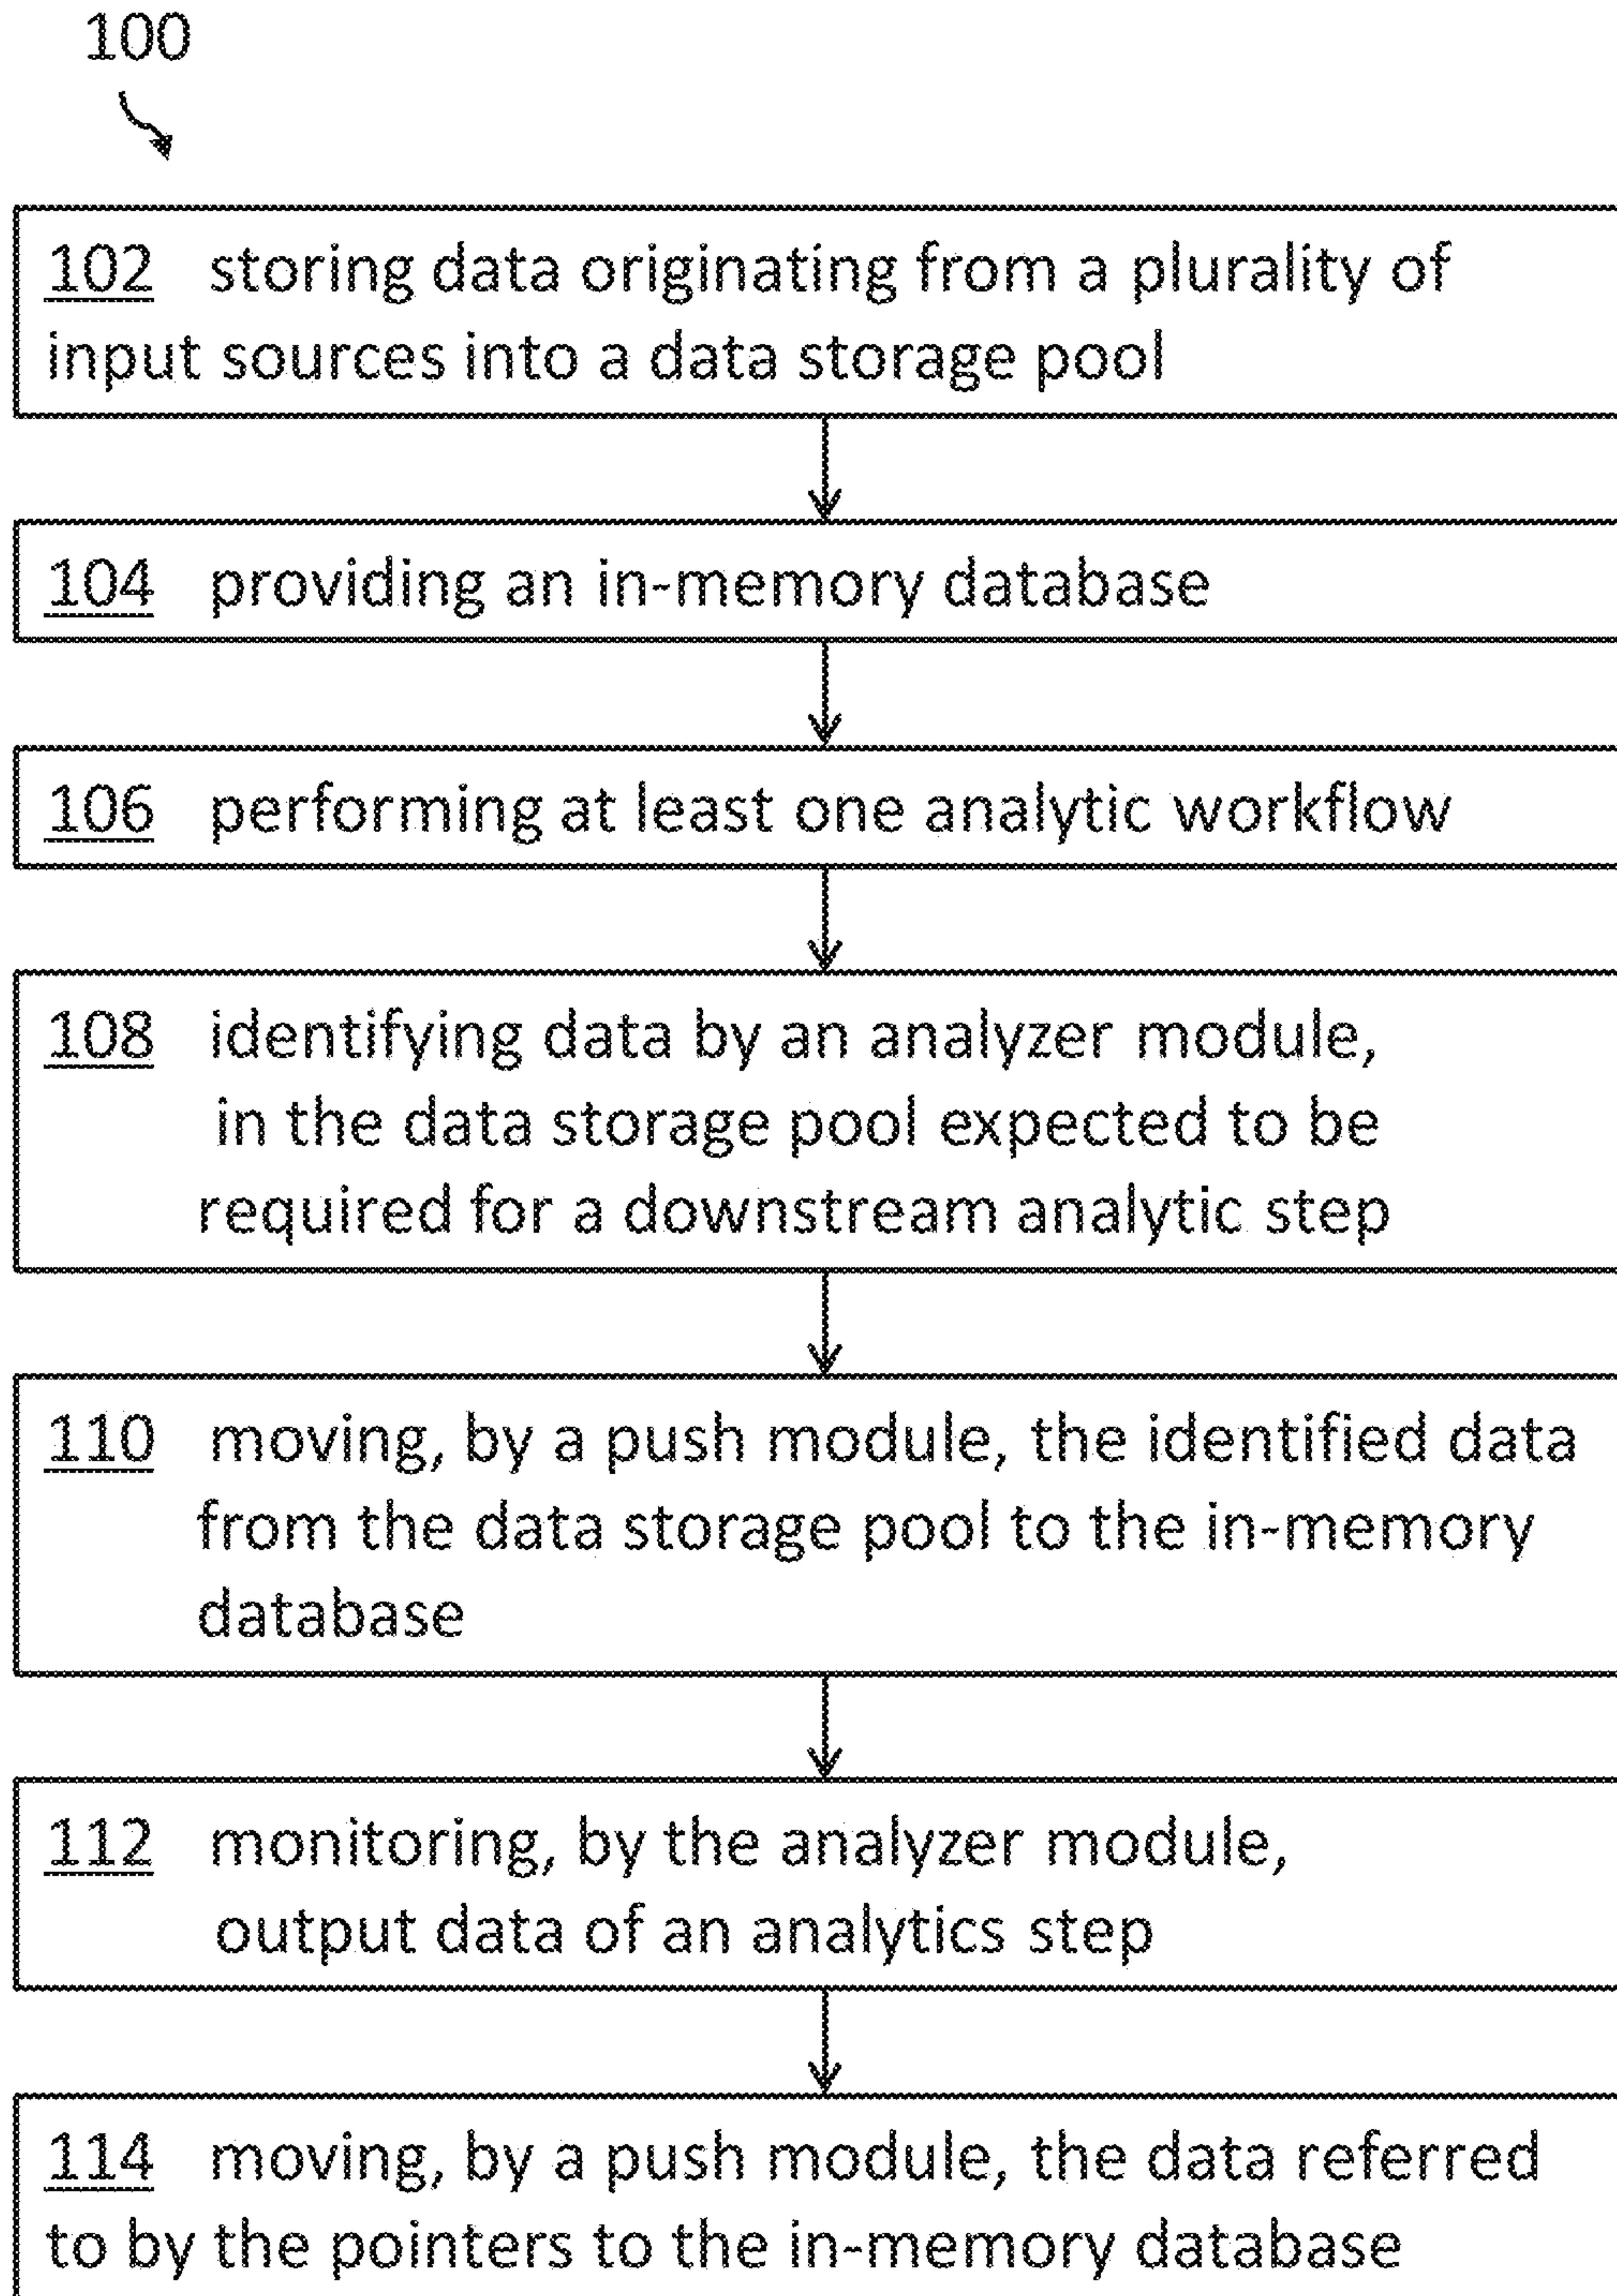 100
102 storing data originating from a plurality of
input sources into a data storage pool
104 providing an in-memory database
106 performing at least one analytic workflow
108 identifying data by an analyzer module,
in the data storage pool expected to be
required for a downstream analytic step
110 moving, by a push module, the identified data
from the data storage pool to the in-memory
database
112 monitoring, by the analyzer module,
output data of an analytics step
114 moving, by a push module, the data referred
to by the pointers to the in-memory database